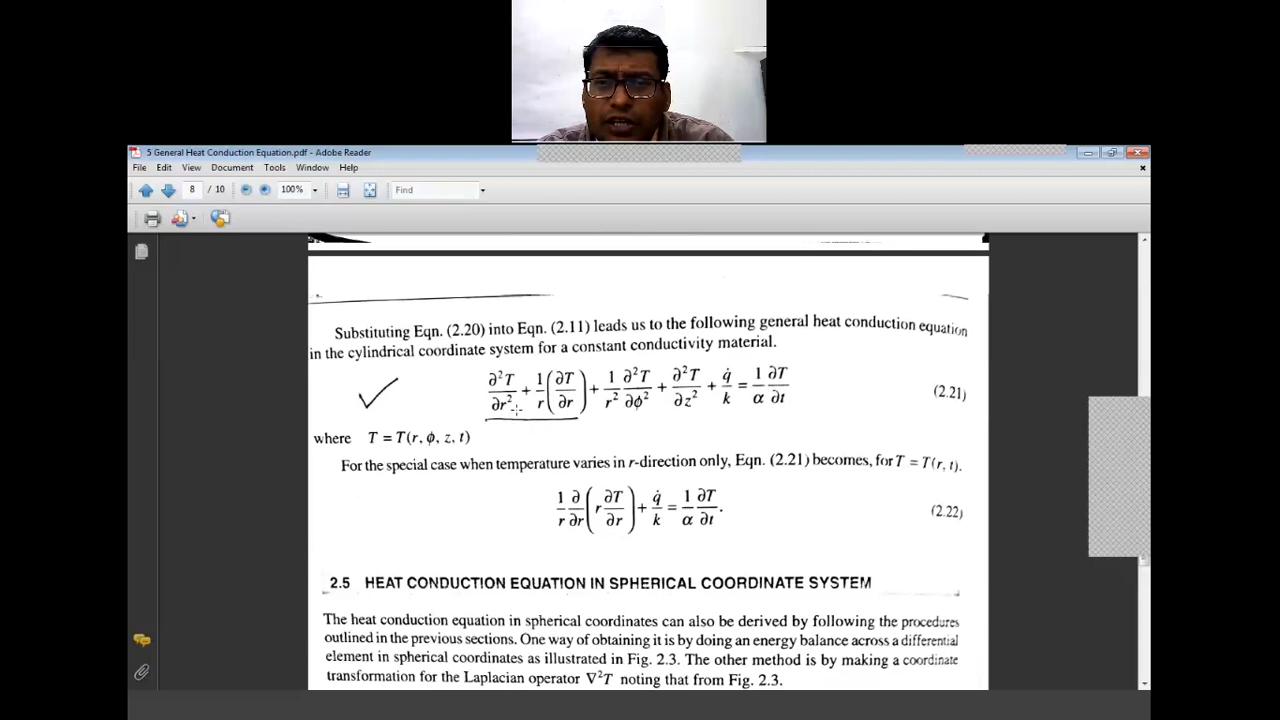 5 General Heat Conduction Equation.pdf - Adobe Reader
File Edit View Document Tools Window Help
8 / 10 100% Find
Substituting Eqn. (2.20) into Eqn. (2.11) leads us to the following general heat conduction equation
in the cylindrical coordinate system for a constant conductivity material.
∂²T/∂r² + 1/r (∂T/∂r) + 1/r² ∂²T/∂ϕ² + ∂²T/∂z² + q̇/k = 1/α ∂T/∂t (2.21)
where T = T(r, ϕ, z, t)
For the special case when temperature varies in r-direction only, Eqn. (2.21) becomes, for T = T(r, t).
1/r ∂/∂r (r ∂T/∂r) + q̇/k = 1/α ∂T/∂t. (2.22)
2.5 HEAT CONDUCTION EQUATION IN SPHERICAL COORDINATE SYSTEM
The heat conduction equation in spherical coordinates can also be derived by following the procedures
outlined in the previous sections. One way of obtaining it is by doing an energy balance across a differential
element in spherical coordinates as illustrated in Fig. 2.3. The other method is by making a coordinate
transformation for the Laplacian operator ∇²T noting that from Fig. 2.3.